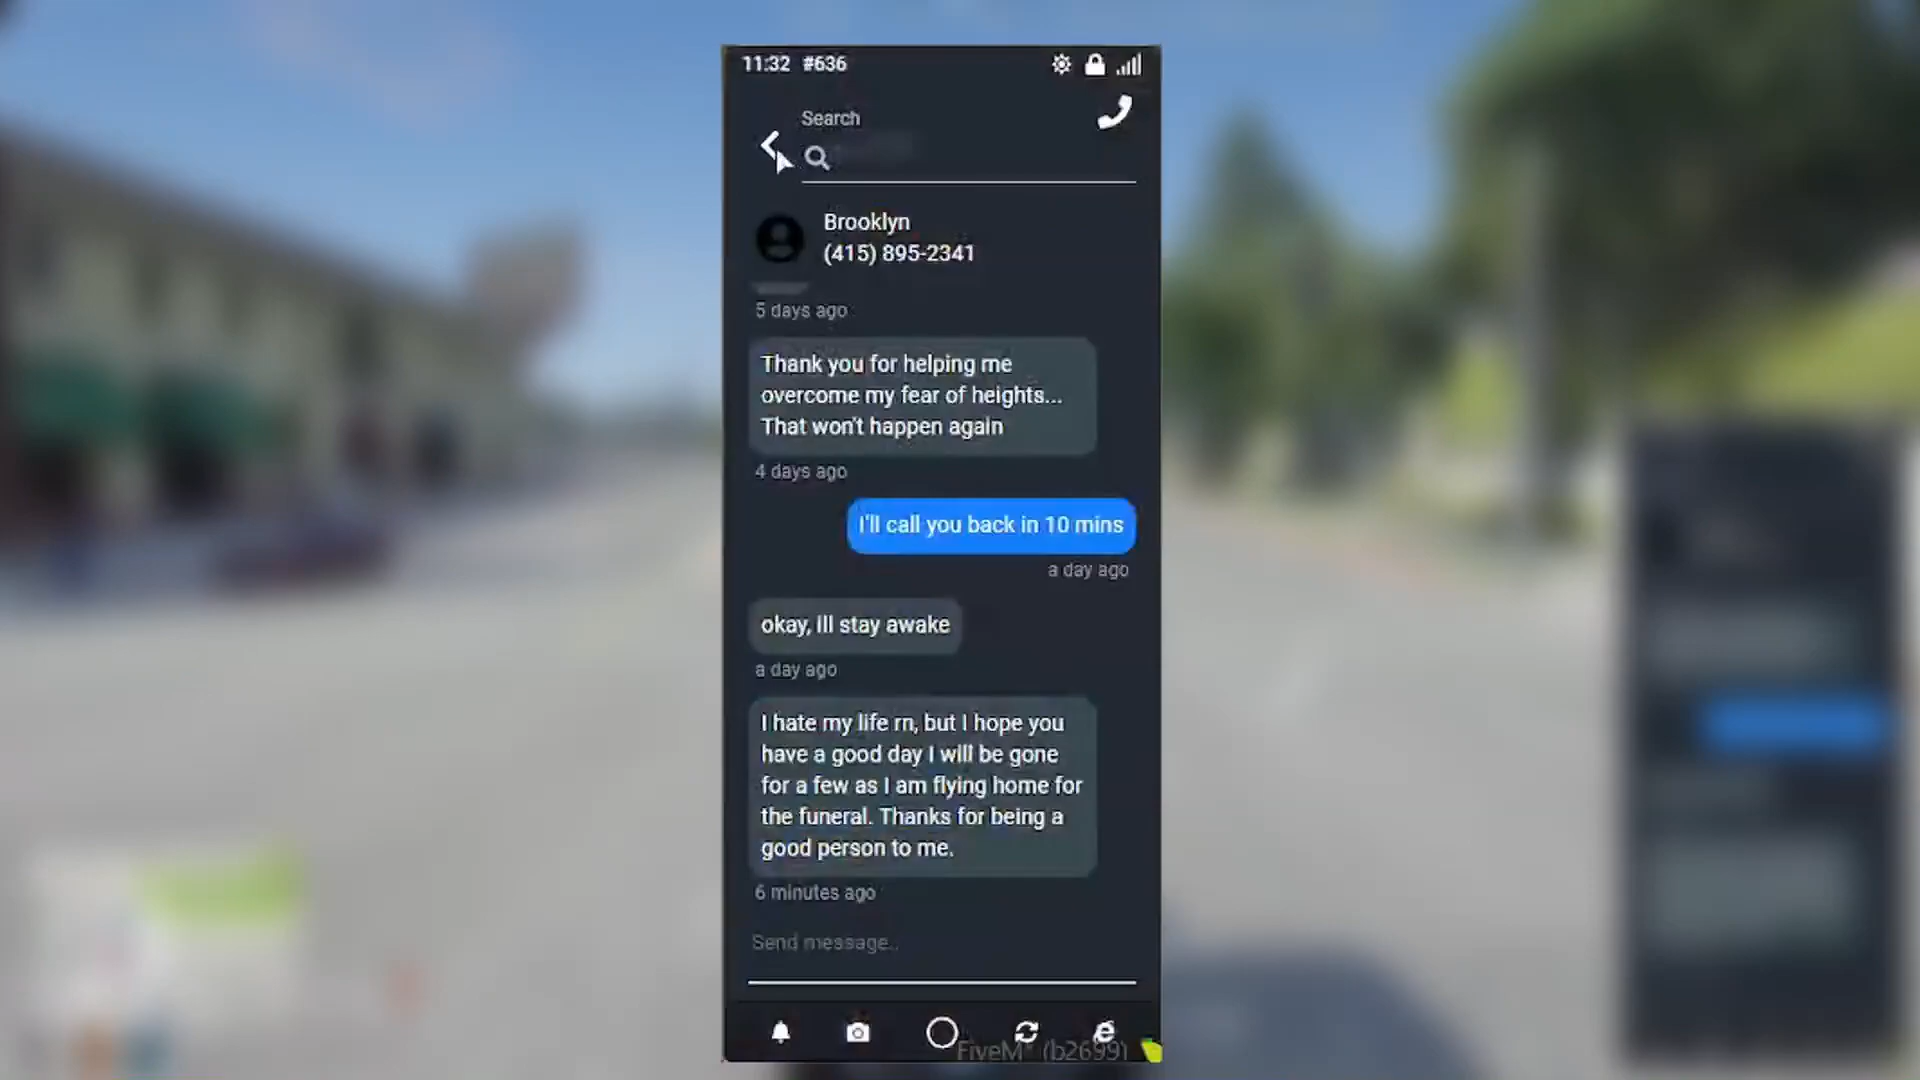 11:32 #636
Search
Brooklyn
(415) 895-2341
5 days ago
Thank you for helping me
overcome my fear of heights...
That won't happen again
4 days ago
I'll call you back in 10 mins
a day ago
okay, ill stay awake
a day ago
I hate my life rn, but I hope you
have a good day I will be gone
for a few as I am flying home for
the funeral. Thanks for being a
good person to me.
6 minutes ago
Send message..
FiveM® (b2699)